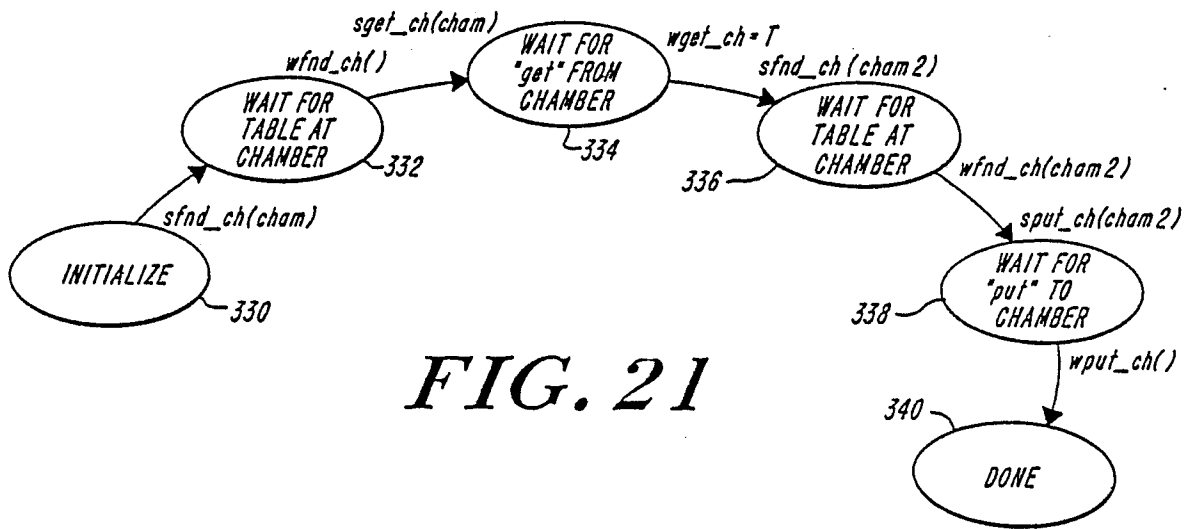 INITIALIZE
330
sfnd_ch(cham)
WAIT FOR
TABLE AT
CHAMBER
332
wfnd_ch()
sget_ch(cham)
WAIT FOR
"get" FROM
CHAMBER
334
wget_ch = T
sfnd_ch (cham2)
WAIT FOR
TABLE AT
CHAMBER
336
wfnd_ch(cham2)
sput_ch(cham2)
WAIT FOR
"put" TO
CHAMBER
338
wput_ch()
340
DONE
FIG. 21